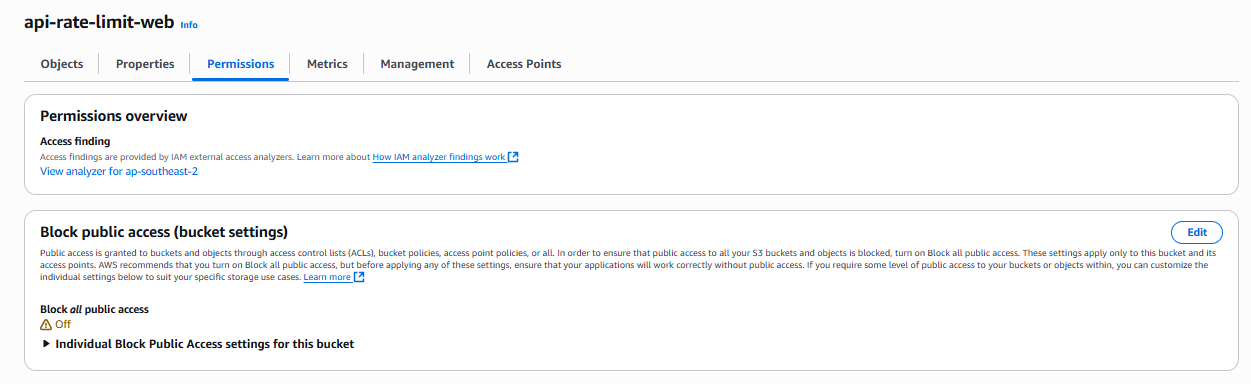 api-rate-limit-web Info
Objects Properties Permissions Metrics Management Access Points
Permissions overview
Access finding
Access findings are provided by IAM external access analyzers. Learn more about How IAM analyzer findings work
View analyzer for ap-southeast-2
Block public access (bucket settings)
Edit
Public access is granted to buckets and objects through access control lists (ACLs), bucket policies, access point policies, or all. In order to ensure that public access to all your S3 buckets and objects is blocked, turn on Block all public access. These settings apply only to this bucket and its
access points. AWS recommends that you turn on Block all public access, but before applying any of these settings, ensure that your applications will work correctly without public access. If you require some level of public access to your buckets or objects within, you can customize the
individual settings below to suit your specific storage use cases. Learn more
Block all public access
Off
Individual Block Public Access settings for this bucket